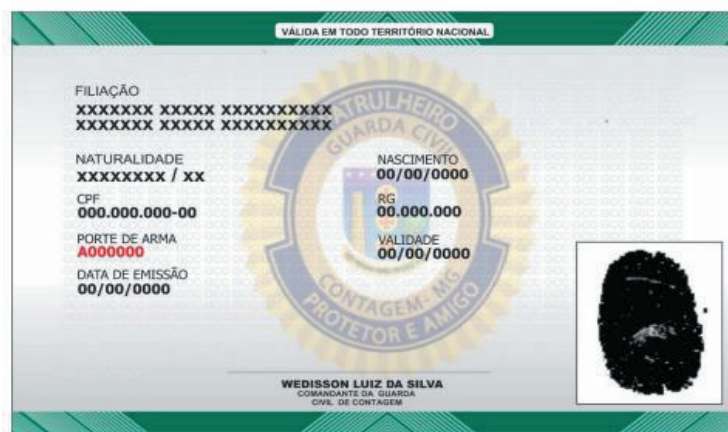 VÁLIDA EM TODO TERRITÓRIO NACIONAL
FILIAÇÃO
XXXXXXX XXXXX XXXXXXXXXX
XXXXXXX XXXXX XXXXXXXXXX
NATURALIDADE
XXXXXXXX / XX
NASCIMENTO
00/00/0000
CPF
000.000.000-00
RG
00.000.000
PORTE DE ARMA
A000000
VALIDADE
00/00/0000
DATA DE EMISSÃO
00/00/0000
PATRULHEIRO
GUARDA CIVIL
CONTAGEM- MG
PROTETOR E AMIGO
WEDISSON LUIZ DA SILVA
COMANDANTE DA GUARDA
CIVIL DE CONTAGEM